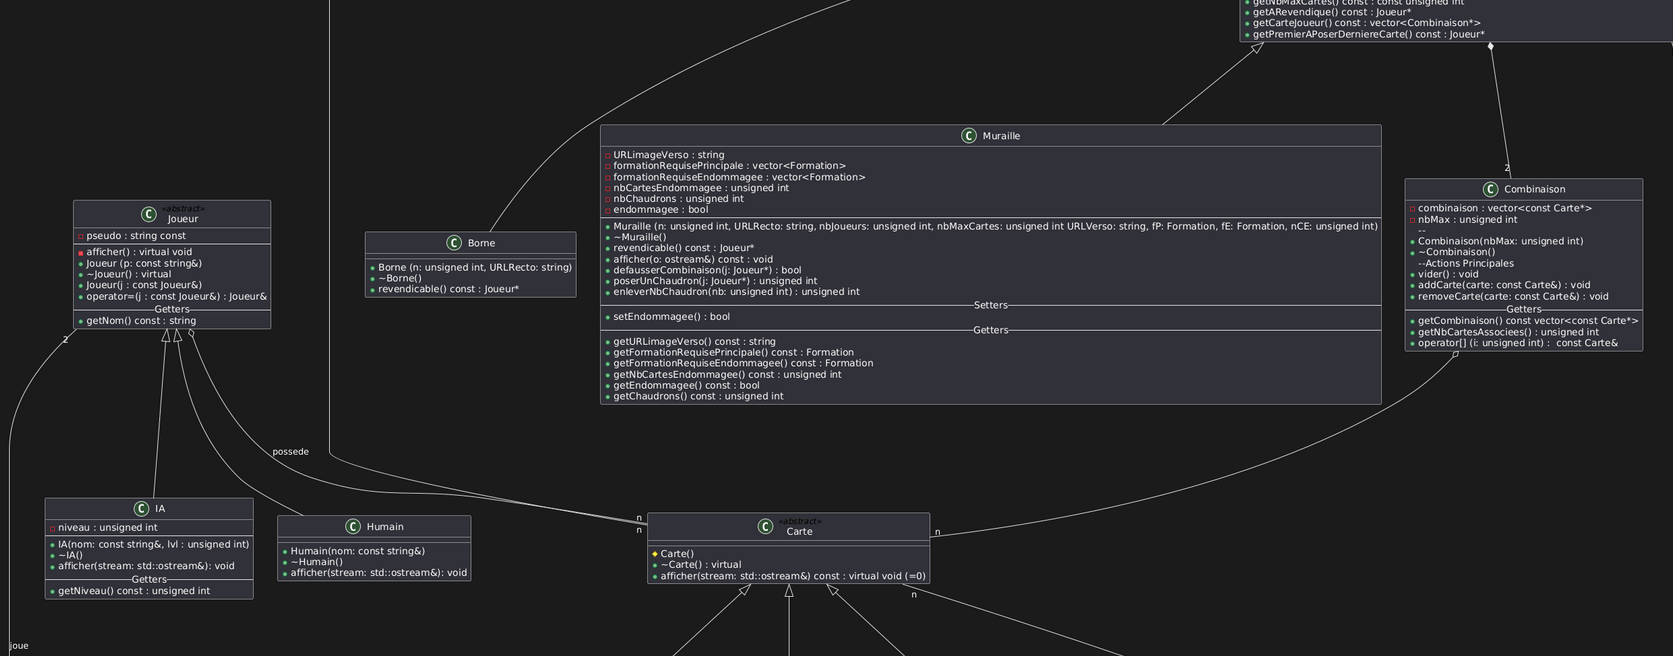 getNbMaxCartes() const : const unsigned int
getARevendique() const : Joueur*
getCarteJoueur() const : vector<Combinaison*>
getPremierAPoserDerniereCarte() const : Joueur*
C Muraille
URLimageVerso : string
formationRequisePrincipale : vector<Formation>
formationRequiseEndommagee : vector<Formation>
nbCartesEndommagee : unsigned int
nbChaudrons : unsigned int
endommagee : bool
Muraille (n: unsigned int, URLRecto: string, nbJoueurs: unsigned int, nbMaxCartes: unsigned int URLVerso: string, fP: Formation, fE: Formation, nCE: unsigned int)
~Muraille()
revendicable() const : Joueur*
afficher(o: ostream&) const : void
defausserCombinaison(j: Joueur*) : bool
poserUnChaudron(j: Joueur*) : unsigned int
enleverNbChaudron(nb: unsigned int) : unsigned int
Setters
setEndommagee() : bool
Getters
getURLimageVerso() const : string
getFormationRequisePrincipale() const : Formation
getFormationRequiseEndommagee() const : Formation
getNbCartesEndommagee() const : unsigned int
getEndommagee() const : bool
getChaudrons() const : unsigned int
2
C Combinaison
combinaison : vector<const Carte*>
nbMax : unsigned int
--
Combinaison(nbMax: unsigned int)
~Combinaison()
--Actions Principales
vider() : void
addCarte(carte: const Carte&) : void
removeCarte(carte: const Carte&) : void
Getters
getCombinaison() const vector<const Carte*>
getNbCartesAssociees() : unsigned int
operator[] (i: unsigned int) : const Carte&
C «abstract»
Joueur
pseudo : string const
afficher() : virtual void
Joueur (p: const string&)
~Joueur() : virtual
Joueur(j : const Joueur&)
operator=(j : const Joueur&) : Joueur&
Getters
getNom() const : string
2
C Borne
Borne (n: unsigned int, URLRecto: string)
~Borne()
revendicable() const : Joueur*
possede
C IA
niveau : unsigned int
IA(nom: const string&, lvl : unsigned int)
~IA()
afficher(stream: std::ostream&): void
Getters
getNiveau() const : unsigned int
C Humain
Humain(nom: const string&)
~Humain()
afficher(stream: std::ostream&): void
n
n
C «abstract»
Carte
Carte()
~Carte() : virtual
afficher(stream: std::ostream&) const : virtual void (=0)
n
n
joue